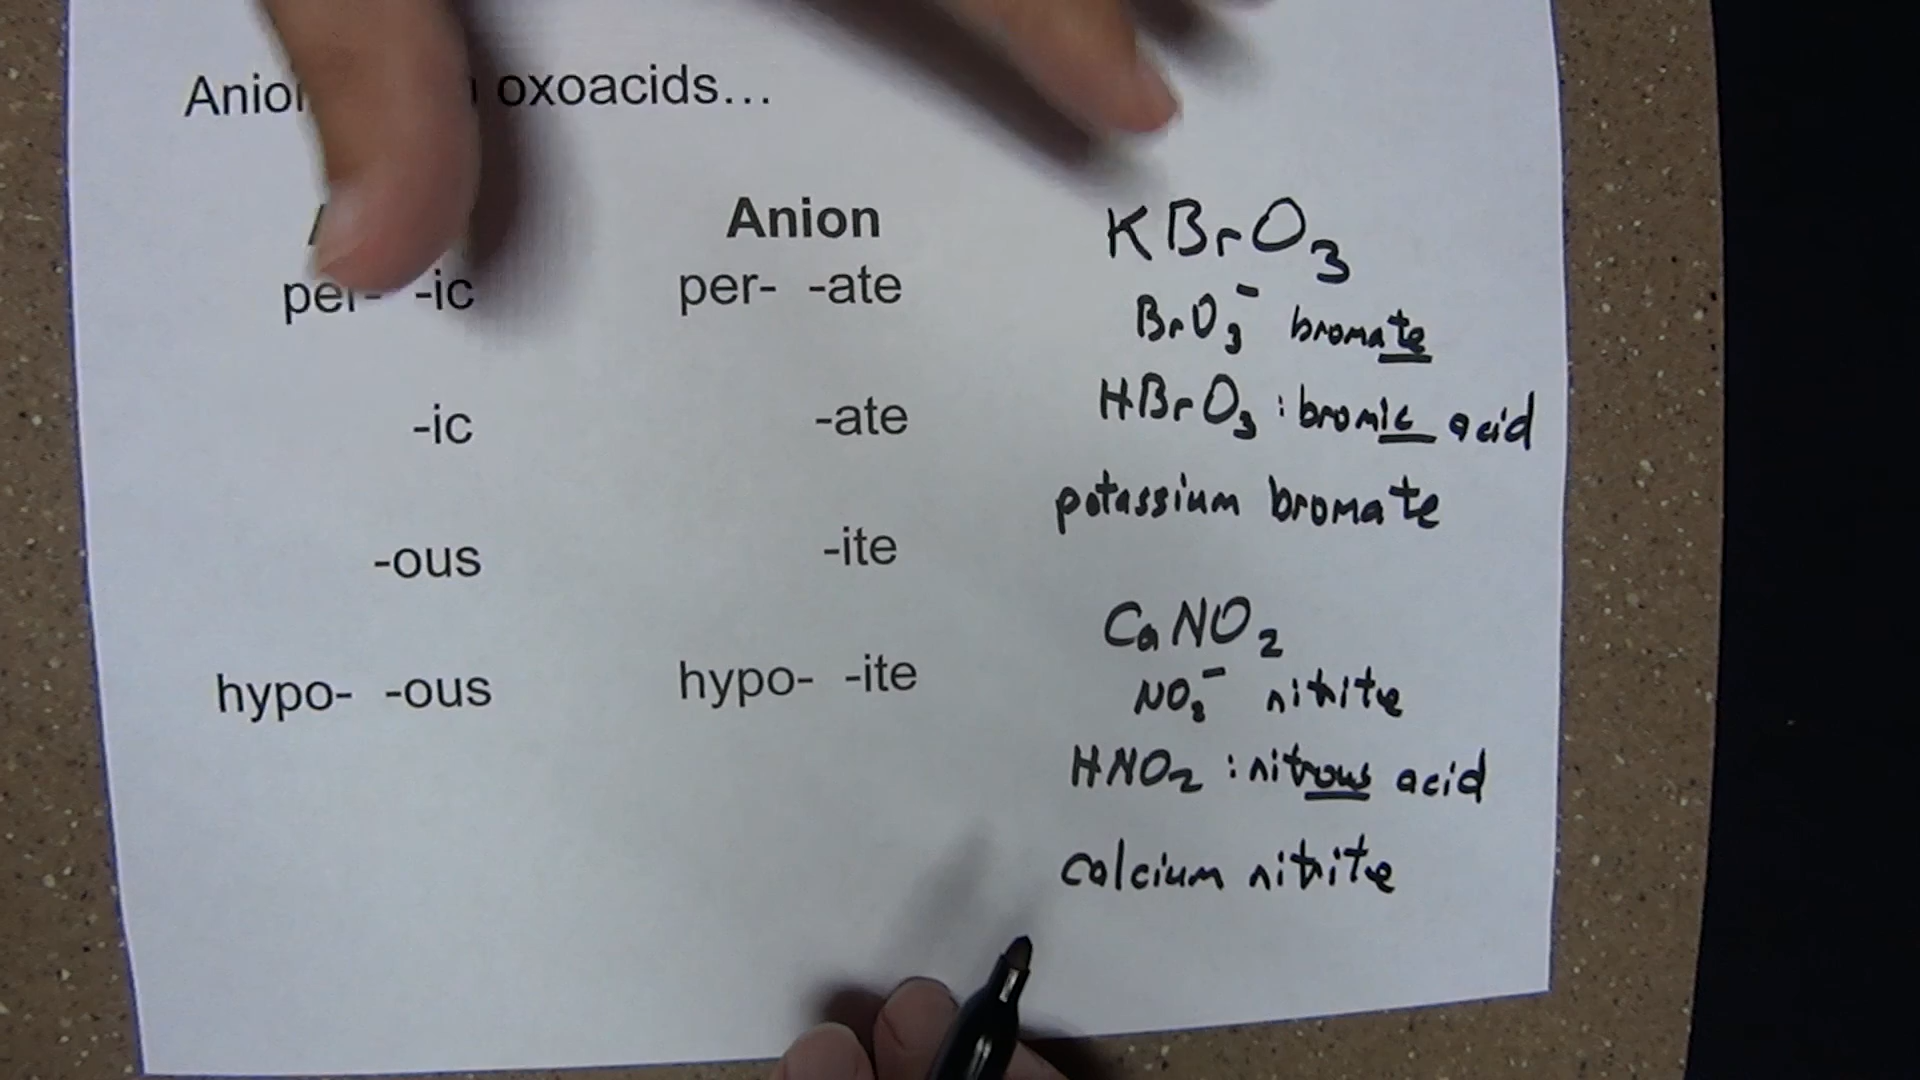 oxoacids...
Anion
per- -ic per- -ate
-ic -ate
-ous -ite
hypo- -ous hypo- -ite
KBrO₃
BrO₃⁻ bromate
HBrO₃ : bromic acid
potassium bromate
CaNO₂
NO₂⁻ nitrite
HNO₂ : nitrous acid
calcium nitrite